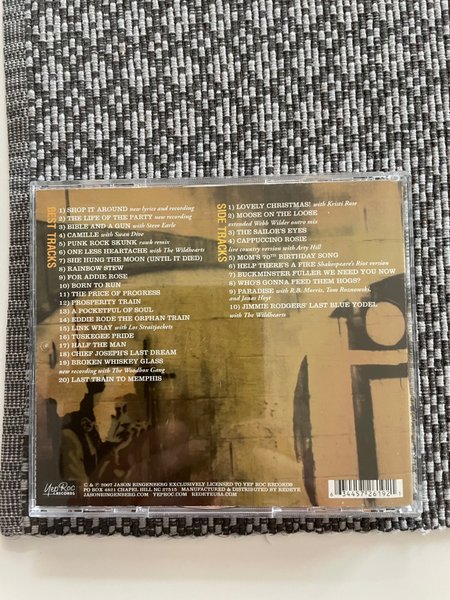 BEST TRACKS
1) SHOP IT AROUND new lyrics and recording
2) THE LIFE OF THE PARTY new recording
3) BIBLE AND A GUN with Steve Earle
4) CAMILLE with Swan Dive
5) PUNK ROCK SKUNK rawk remix
6) ONE LESS HEARTACHE with The Wildhearts
7) SHE HUNG THE MOON (UNTIL IT DIED)
8) RAINBOW STEW
9) FOR ADDIE ROSE
10) BORN TO RUN
11) THE PRICE OF PROGRESS
12) PROSPERITY TRAIN
13) A POCKETFUL OF SOUL
14) EDDIE RODE THE ORPHAN TRAIN
15) LINK WRAY with Los Straitjackets
16) TUSKEGEE PRIDE
17) HALF THE MAN
18) CHIEF JOSEPH'S LAST DREAM
19) BROKEN WHISKEY GLASS
new recording with The Woodbox Gang
20) LAST TRAIN TO MEMPHIS
SIDE TRACKS
1) LOVELY CHRISTMAS! with Kristi Rose
2) MOOSE ON THE LOOSE
extended Webb Wilder outro mix
3) THE SAILOR'S EYES
4) CAPPUCCINO ROSIE
live country version with Arty Hill
5) MOM'S 70TH BIRTHDAY SONG
6) HELP THERE'S A FIRE Shakespeare's Riot version
7) BUCKMINSTER FULLER WE NEED YOU NOW
8) WHO'S GONNA FEED THEM HOGS?
9) PARADISE with R.B. Morris, Tom Roznowski,
and Janas Hoyt
10) JIMMIE RODGERS' LAST BLUE YODEL
with The Wildhearts
YEP ROC
RECORDS
© & ℗ 2007 JASON RINGENBERG EXCLUSIVELY LICENSED TO YEP ROC RECORDS
PO BOX 4821 CHAPEL HILL NC 27515 MANUFACTURED & DISTRIBUTED BY REDEYE
JASONRINGENBERG.COM YEPROC.COM REDEYEUSA.COM
6 34457 26192 1